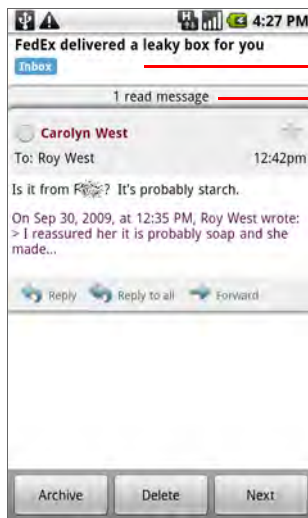 4:27 PM
FedEx delivered a leaky box for you
Inbox
1 read message
Carolyn West
To: Roy West 12:42pm
Is it from ? It's probably starch.
On Sep 30, 2009, at 12:35 PM, Roy West wrote:
> I reassured her it is probably soap and she
made...
Reply Reply to all Forward
Archive Delete Next